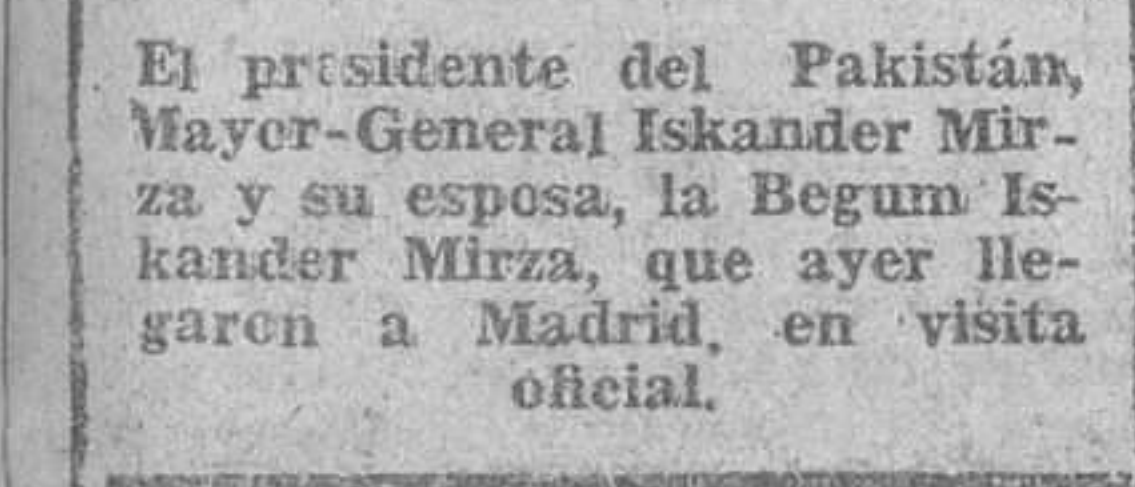 El presidente del Pakistán,
Mayor-General Iskander Mir-
za y su esposa, la Begum Is-
kander Mirza, que ayer lle-
garon a Madrid, en visita
oficial.